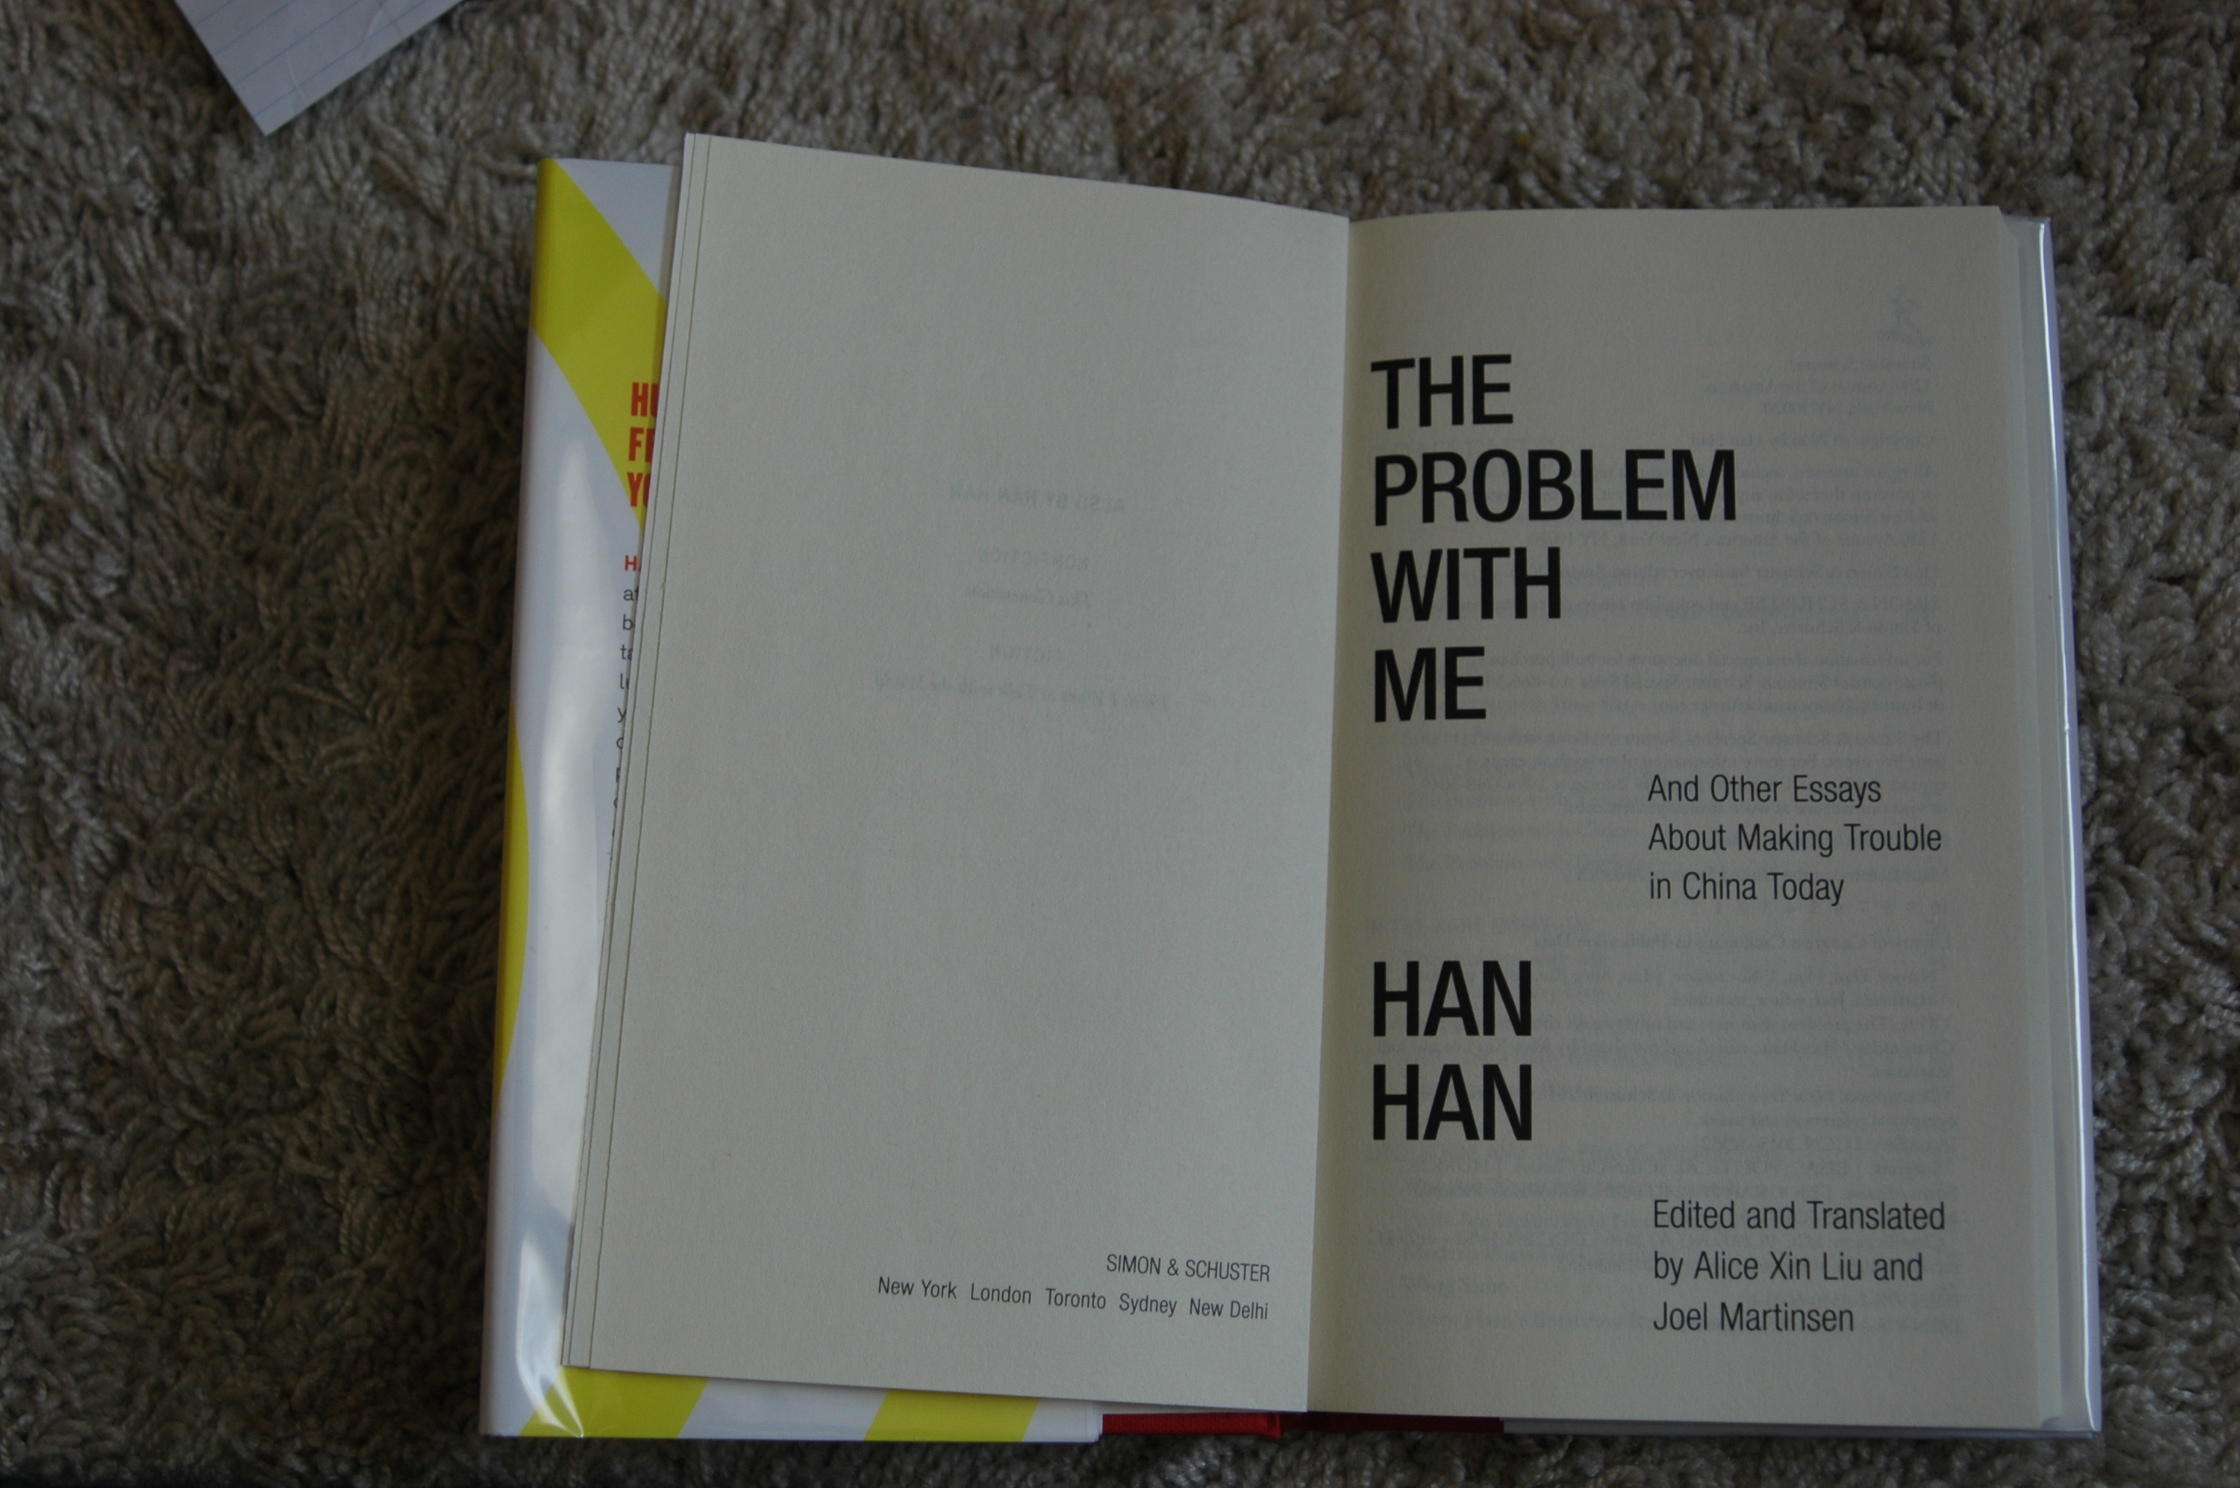 SIMON & SCHUSTER
New York London Toronto Sydney New Delhi
THE
PROBLEM
WITH
ME
And Other Essays
About Making Trouble
in China Today
HAN
HAN
Edited and Translated
by Alice Xin Liu and
Joel Martinsen